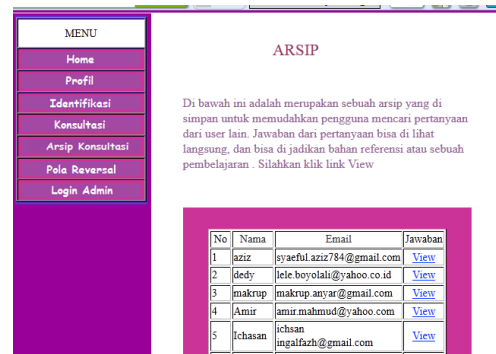 MENU
Home
Profil
Identifikasi
Konsultasi
Arsip Konsultasi
Pola Reversal
Login Admin
ARSIP
Di bawah ini adalah merupakan sebuah arsip yang di
simpan untuk memudahkan pengguna mencari pertanyaan
dari user lain. Jawaban dari pertanyaan bisa di lihat
langsung, dan bisa di jadikan bahan referensi atau sebuah
pembelajaran . Silahkan klik link View
No Nama Email Jawaban
1 aziz syaeful.aziz784@gmail.com View
2 dedy lele.boyolali@yahoo.co.id View
3 makrup makrup.anyar@gmail.com View
4 Amir amir.mahmud@yahoo.com View
5 Ichasan ichsan View
ingalfazh@gmail.com